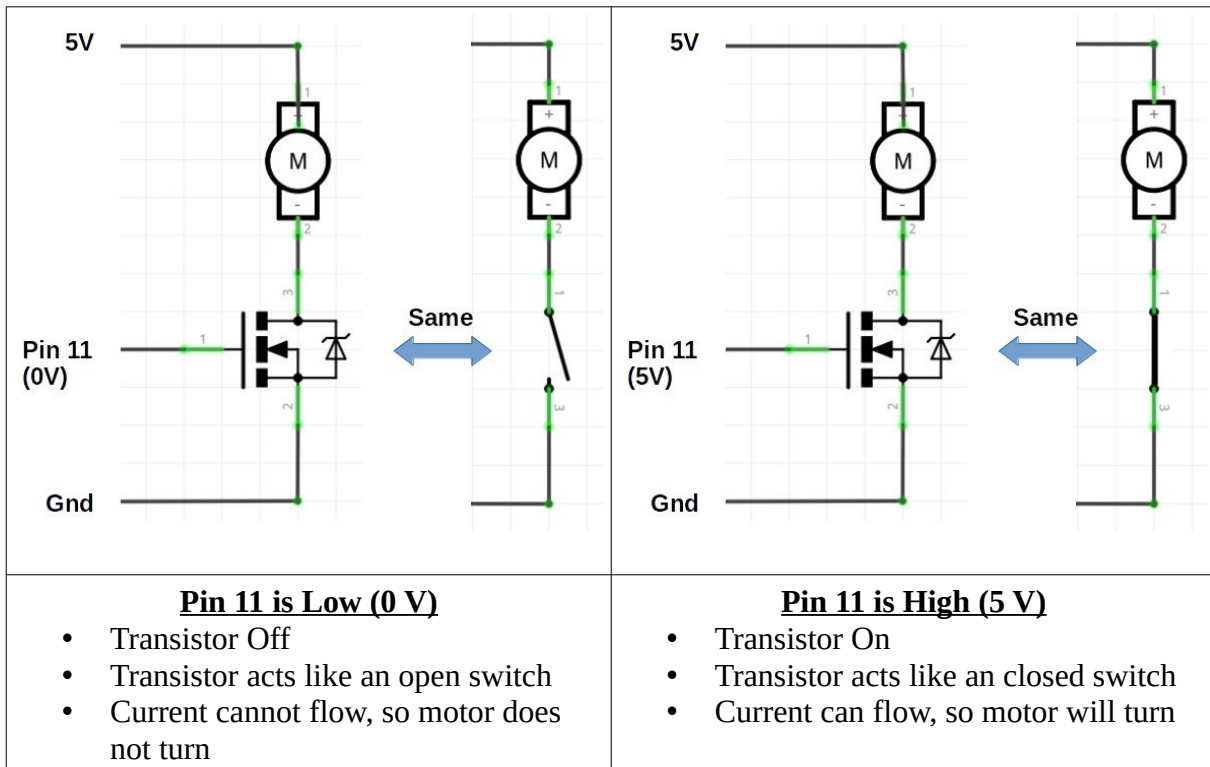 5V
1
+
M
-
2
3
1
Pin 11
(0V)
2
Gnd
Same
1
+
M
-
2
1
3
5V
1
M
-
2
3
1
Pin 11
(5V)
2
Gnd
Same
1
+
M
-
2
1
3
Pin 11 is Low (0 V)
• Transistor Off
• Transistor acts like an open switch
• Current cannot flow, so motor does
not turn
Pin 11 is High (5 V)
• Transistor On
• Transistor acts like an closed switch
• Current can flow, so motor will turn